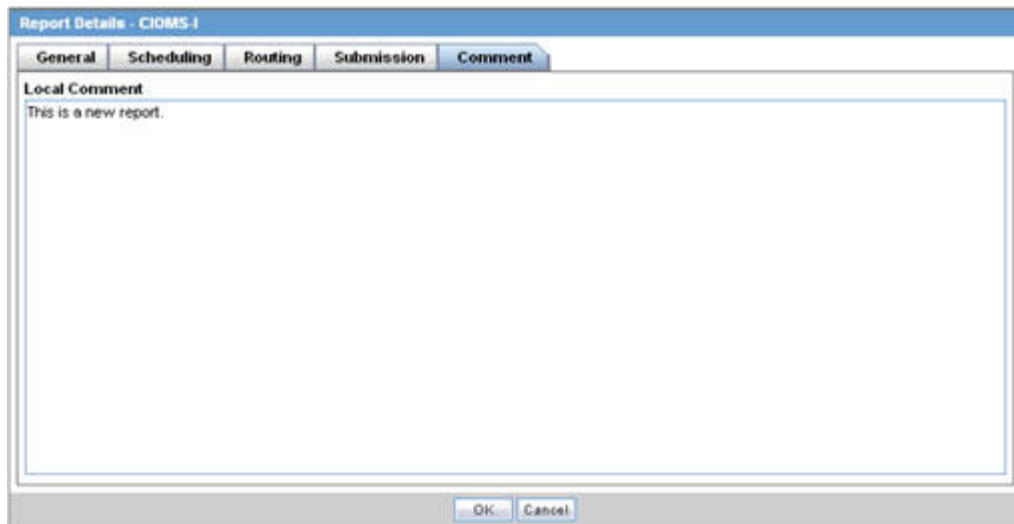 Report Details - CIOMS-I
General Scheduling Routing Submission Comment
Local Comment
This is a new report.
OK Cancel